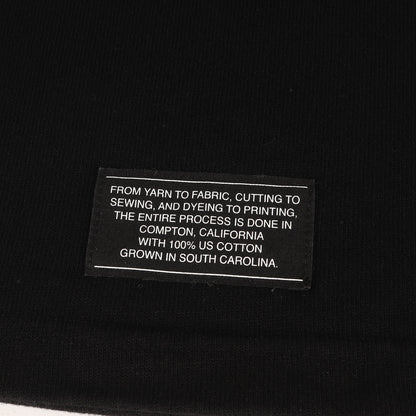 FROM YARN TO FABRIC, CUTTING TO
SEWING, AND DYEING TO PRINTING,
THE ENTIRE PROCESS IS DONE IN
COMPTON, CALIFORNIA
WITH 100% US COTTON
GROWN IN SOUTH CAROLINA.